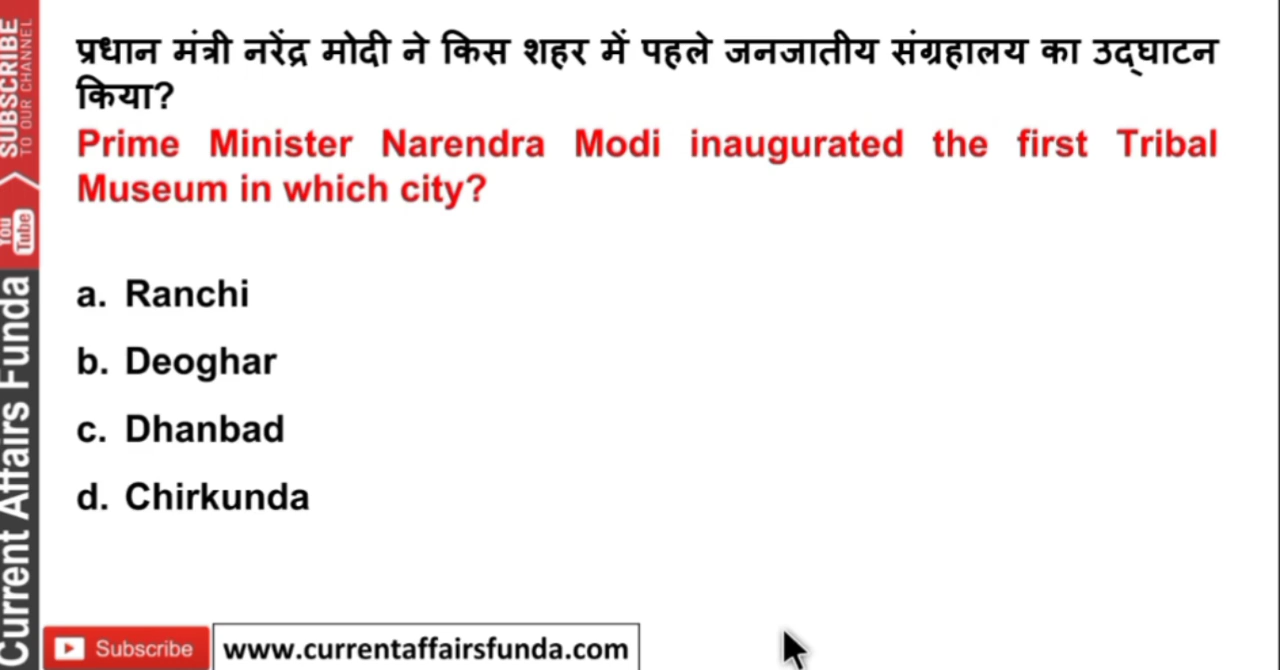 प्रधान मंत्री नरेंद्र मोदी ने किस शहर में पहले जनजातीय संग्रहालय का उद्घाटन
किया?
Prime Minister Narendra Modi inaugurated the first Tribal
Museum in which city?
a. Ranchi
b. Deoghar
c. Dhanbad
d. Chirkunda
SUBSCRIBE
TO OUR CHANNEL
You
Tube
Current Affairs Funda
Subscribe
www.currentaffairsfunda.com